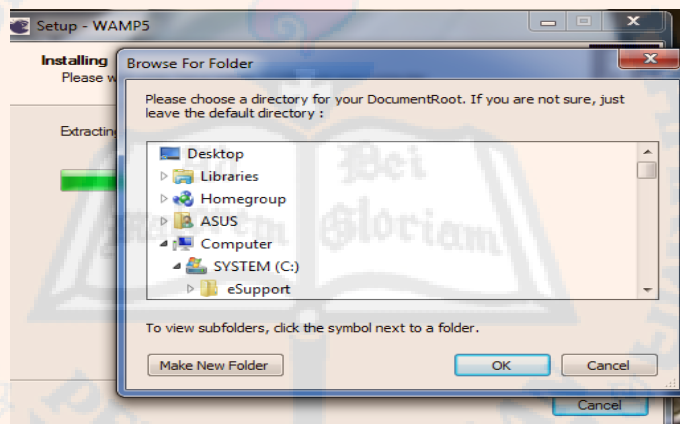 Setup - WAMP5
Installing
Please w
Browse For Folder
Extracting
Please choose a directory for your DocumentRoot. If you are not sure, just
leave the default directory :
Desktop
Libraries
Homegroup
ASUS
Computer
SYSTEM (C:)
eSupport
To view subfolders, click the symbol next to a folder.
Make New Folder
OK
Cancel
Cancel
Dei
Gloriam